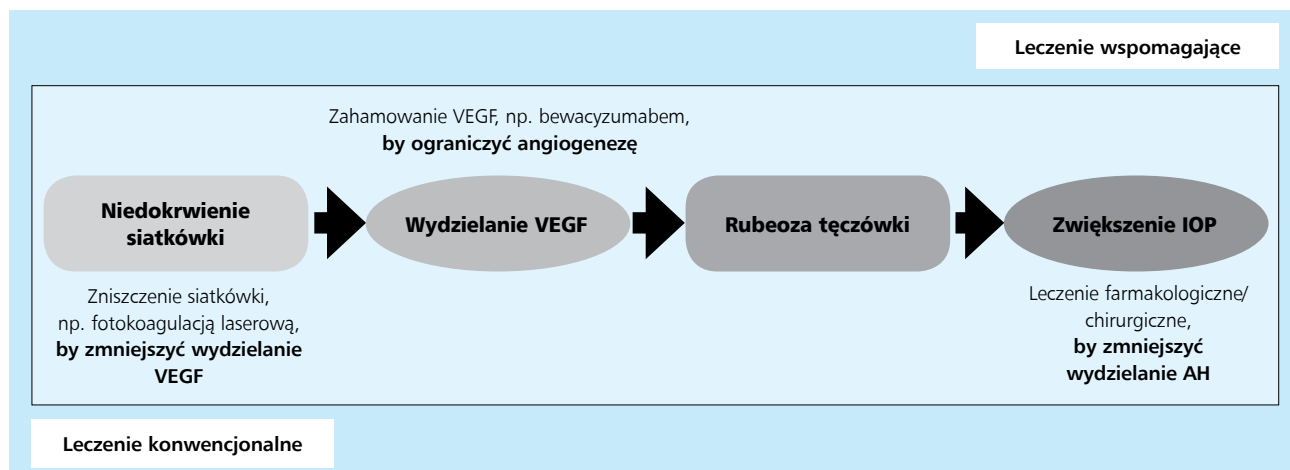 Leczenie wspomagające
Zahamowanie VEGF, np. bewacyzumabem,
by ograniczyć angiogenezę
Niedokrwienie
siatkówki
Wydzielanie VEGF
Rubeoza tęczówki
Zwiększenie IOP
Zniszczenie siatkówki,
np. fotokoagulacją laserową,
by zmniejszyć wydzielanie
VEGF
Leczenie farmakologiczne/
chirurgiczne,
by zmniejszyć
wydzielanie AH
Leczenie konwencjonalne